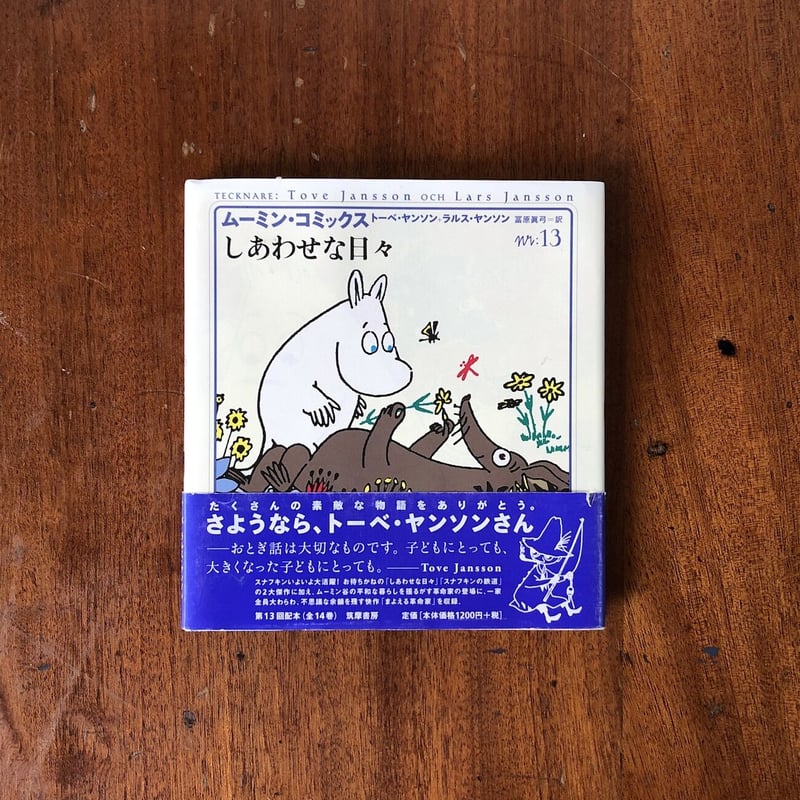 TECKNARE: Tove Jansson OCH Lars Jansson
ムーミン・コミックス トーベ・ヤンソン+ラルス・ヤンソン 冨原眞弓=訳
しあわせな日々 nr:13
たくさんの素敵な物語をありがとう。
さようなら、トーベ・ヤンソンさん
——おとぎ話は大切なものです。子どもにとっても、
大きくなった子どもにとっても。——Tove Jansson
スナフキンいよいよ大活躍! お待ちかねの「しあわせな日々」「スナフキンの鉄道」
の2大傑作に加え、ムーミン谷の平和な暮らしを揺るがす革命家の登場に、一家
全員大わらわ、不思議な余韻を残す快作「まよえる革命家」を収録。
第13回配本(全14巻) 筑摩書房 定価[本体価格1200円+税]